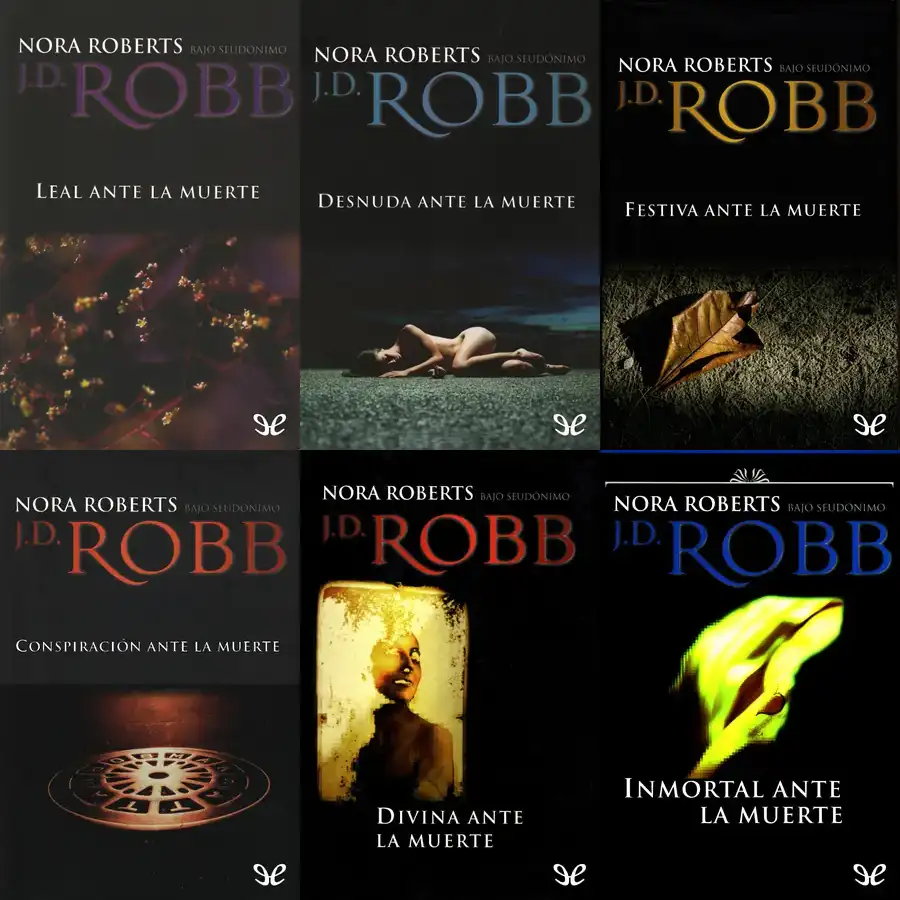 NORA ROBERTS BAJO SEUDÓNIMO
J.D. ROBB
LEAL ANTE LA MUERTE
NORA ROBERTS BAJO SEUDÓNIMO
J.D. ROBB
DESNUDA ANTE LA MUERTE
NORA ROBERTS BAJO SEUDÓNIMO
J.D. ROBB
FESTIVA ANTE LA MUERTE
NORA ROBERTS BAJO SEUDÓNIMO
J.D. ROBB
CONSPIRACIÓN ANTE LA MUERTE
NORA ROBERTS BAJO SEUDÓNIMO
J.D. ROBB
DIVINA ANTE
LA MUERTE
NORA ROBERTS BAJO SEUDÓNIMO
J.D. ROBB
INMORTAL ANTE
LA MUERTE